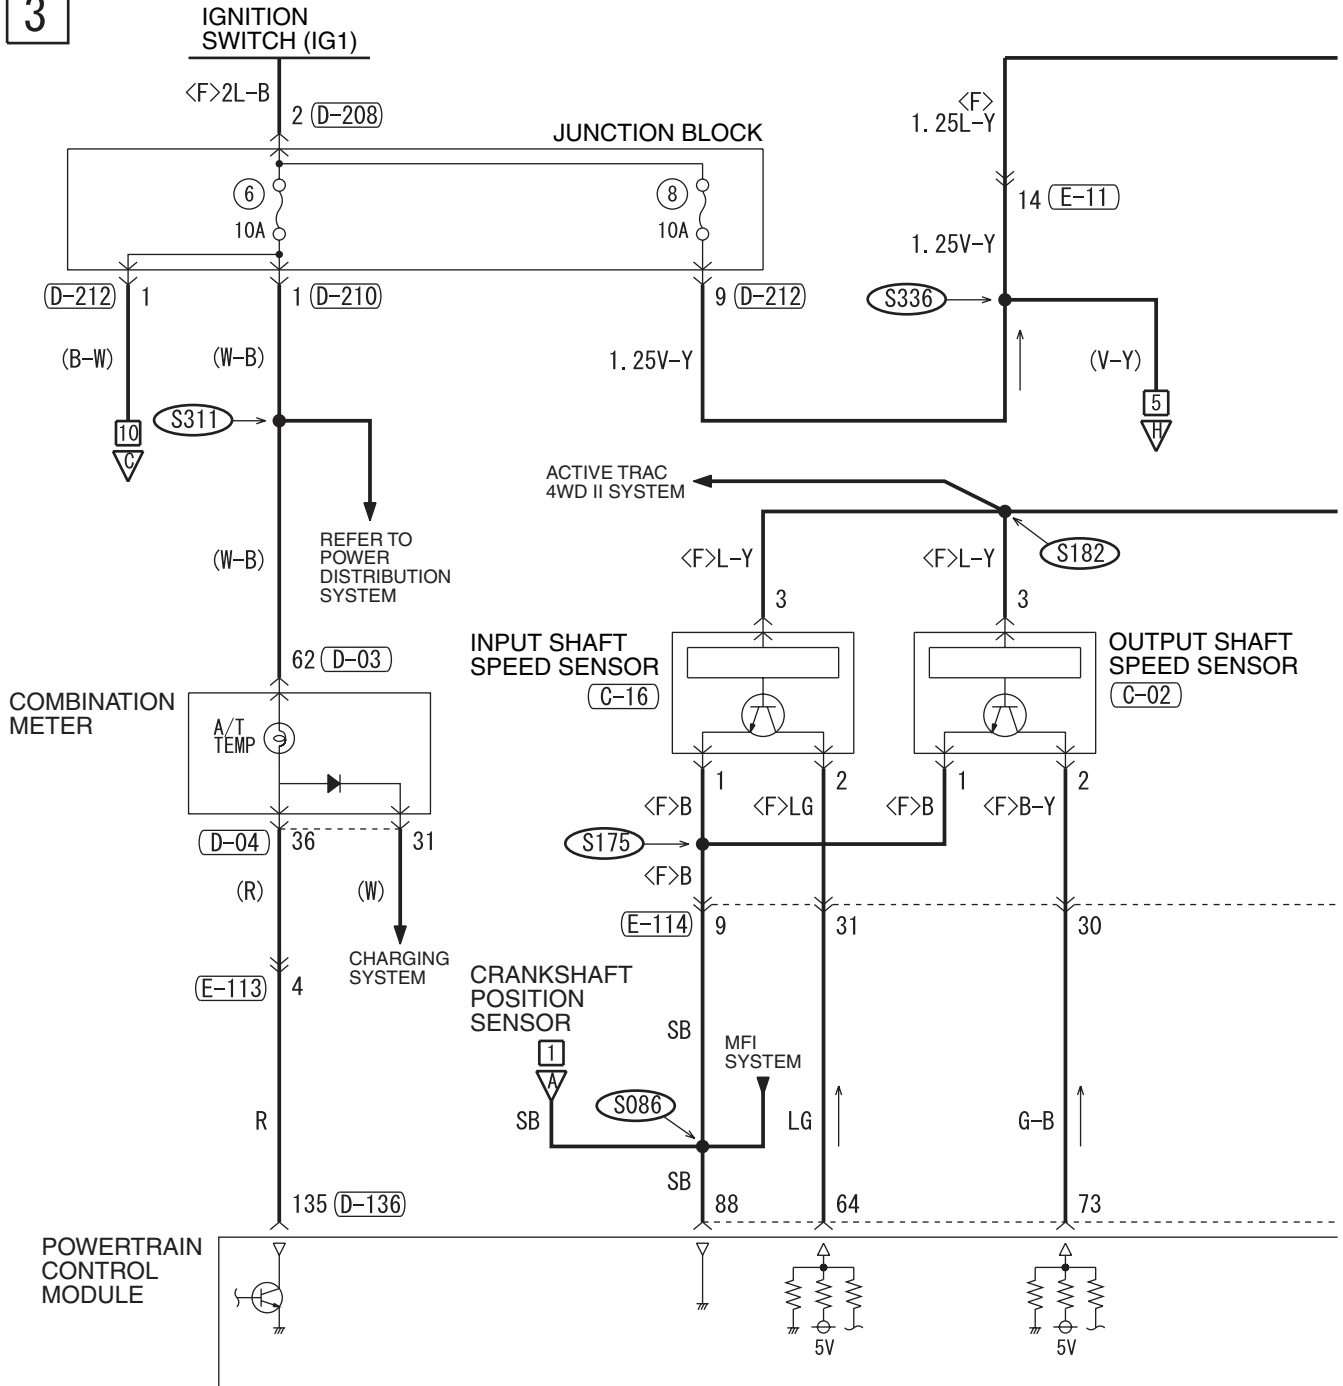 3
IGNITION
SWITCH (IG1)
<F>2L-B
2 (D-208)
JUNCTION BLOCK
6
10A
8
10A
(D-212) 1
1 (D-210)
9 (D-212)
(B-W)
(W-B)
1.25V-Y
10
C
S311
REFER TO
POWER
DISTRIBUTION
SYSTEM
(W-B)
<F>
1.25L-Y
14 (E-11)
1.25V-Y
S336
(V-Y)
5
H
ACTIVE TRAC
4WD II SYSTEM
S182
<F>L-Y
<F>L-Y
3
3
62 (D-03)
COMBINATION
METER
A/T
TEMP
(D-04) 36
31
(R)
(W)
CHARGING
SYSTEM
(E-113) 4
R
135 (D-136)
INPUT SHAFT
SPEED SENSOR
(C-16)
OUTPUT SHAFT
SPEED SENSOR
(C-02)
1
2
1
2
<F>B
<F>LG
<F>B
<F>B-Y
S175
<F>B
(E-114) 9
31
30
CRANKSHAFT
POSITION
SENSOR
1
A
SB
SB
MFI
SYSTEM
S086
LG
G-B
SB
88
64
73
POWERTRAIN
CONTROL
MODULE
5V
5V